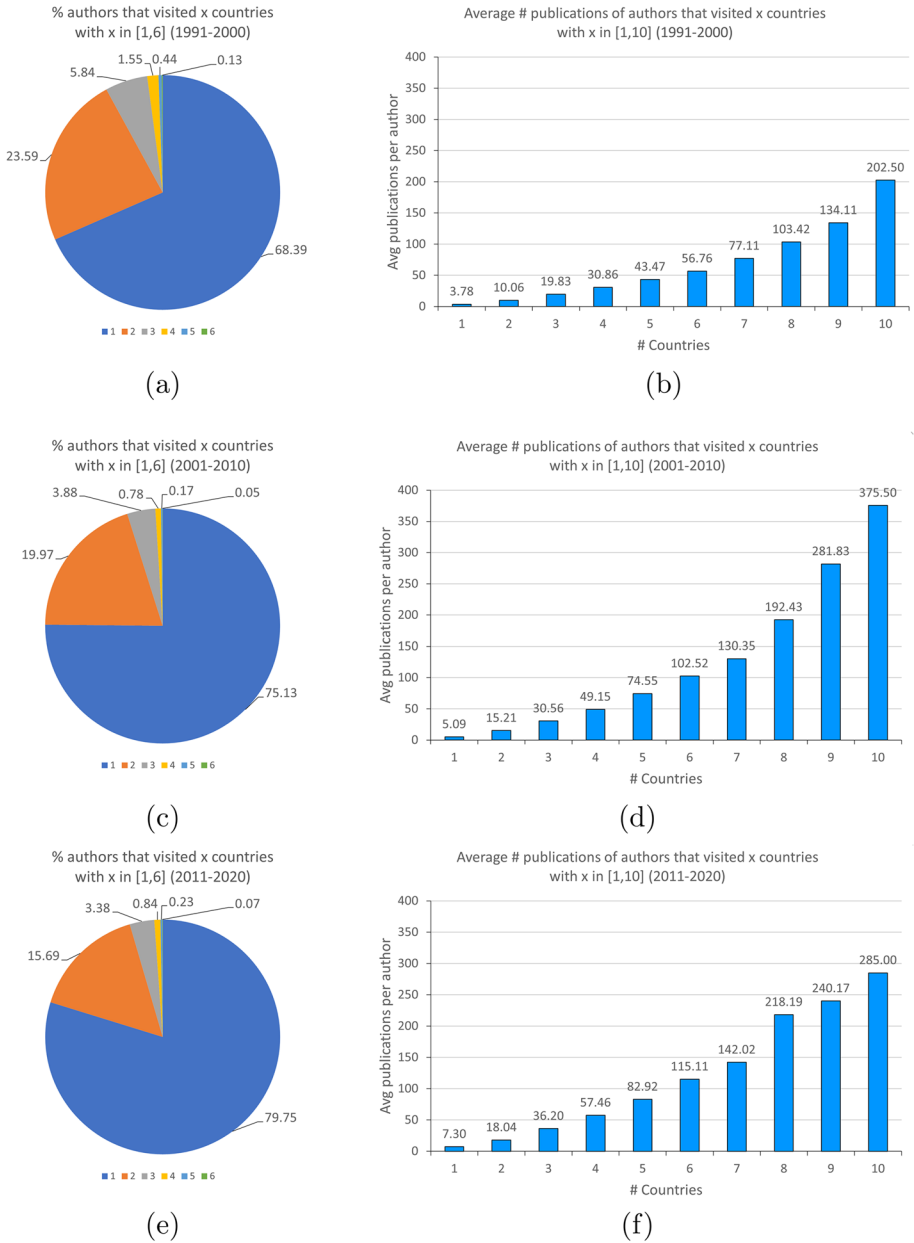 % authors that visited x countries
with x in [1,6] (1991-2000)
1.55 0.44 0.13
5.84
23.59
68.39
1 2 3 4 5 6
(a)
Average # publications of authors that visited x countries
with x in [1,10] (1991-2000)
Avg publications per author
400
350
300
250
200
150
100
50
0
3.78 10.06 19.83 30.86 43.47 56.76 77.11 103.42 134.11 202.50
1 2 3 4 5 6 7 8 9 10
# Countries
(b)
% authors that visited x countries
with x in [1,6] (2001-2010)
3.88 0.78 0.17 0.05
19.97
75.13
1 2 3 4 5 6
(c)
Average # publications of authors that visited x countries
with x in [1,10] (2001-2010)
Avg publications per author
400
350
300
250
200
150
100
50
0
5.09 15.21 30.56 49.15 74.55 102.52 130.35 192.43 281.83 375.50
1 2 3 4 5 6 7 8 9 10
# Countries
(d)
% authors that visited x countries
with x in [1,6] (2011-2020)
3.38 0.84 0.23 0.07
15.69
79.75
1 2 3 4 5 6
(e)
Average # publications of authors that visited x countries
with x in [1,10] (2011-2020)
Avg publications per author
400
350
300
250
200
150
100
50
0
7.30 18.04 36.20 57.46 82.92 115.11 142.02 218.19 240.17 285.00
1 2 3 4 5 6 7 8 9 10
# Countries
(f)